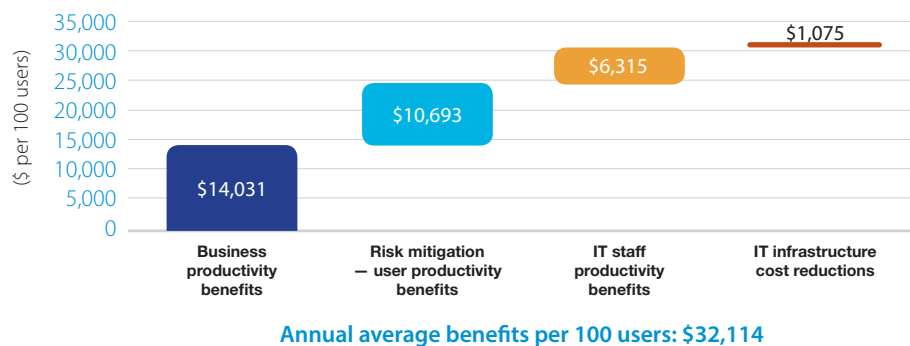 35,000
30,000
25,000
20,000
15,000
10,000
5,000
0
($ per 100 users)
$14,031
$10,693
$6,315
$1,075
Business
productivity
benefits
Risk mitigation
— user productivity
benefits
IT staff
productivity
benefits
IT infrastructure
cost reductions
Annual average benefits per 100 users: $32,114